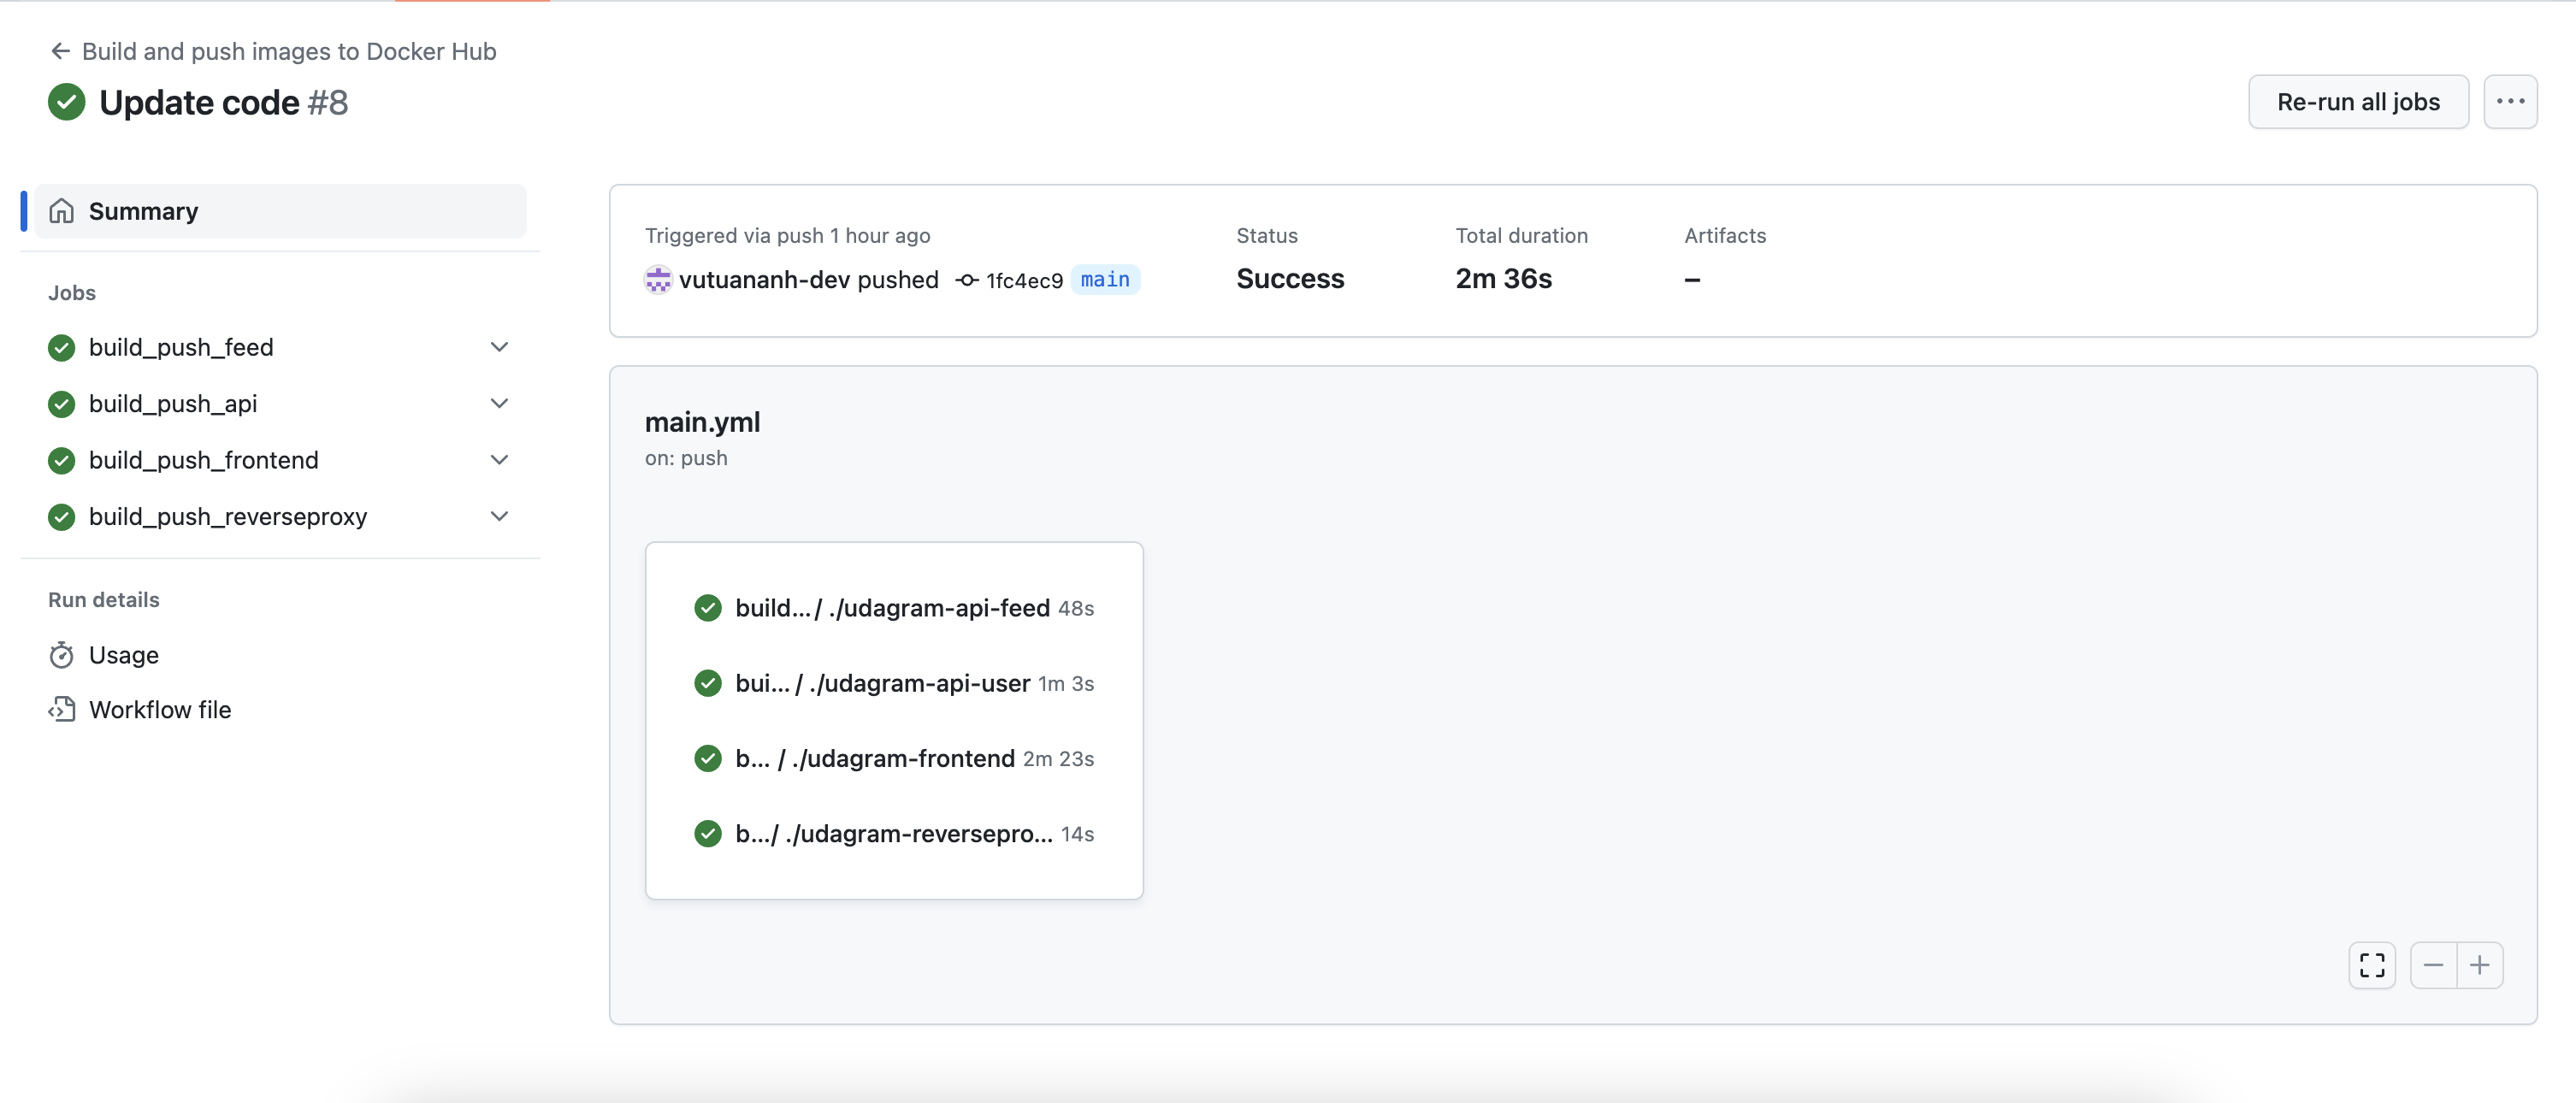 Build and push images to Docker Hub
Update code #8
Re-run all jobs
Summary
Jobs
build_push_feed
build_push_api
build_push_frontend
build_push_reverseproxy
Run details
Usage
Workflow file
Triggered via push 1 hour ago
vutuananh-dev pushed 1fc4ec9 main
Status
Success
Total duration
2m 36s
Artifacts
–
main.yml
on: push
build... / ./udagram-api-feed 48s
bui... / ./udagram-api-user 1m 3s
b... / ./udagram-frontend 2m 23s
b.../ ./udagram-reversepro... 14s